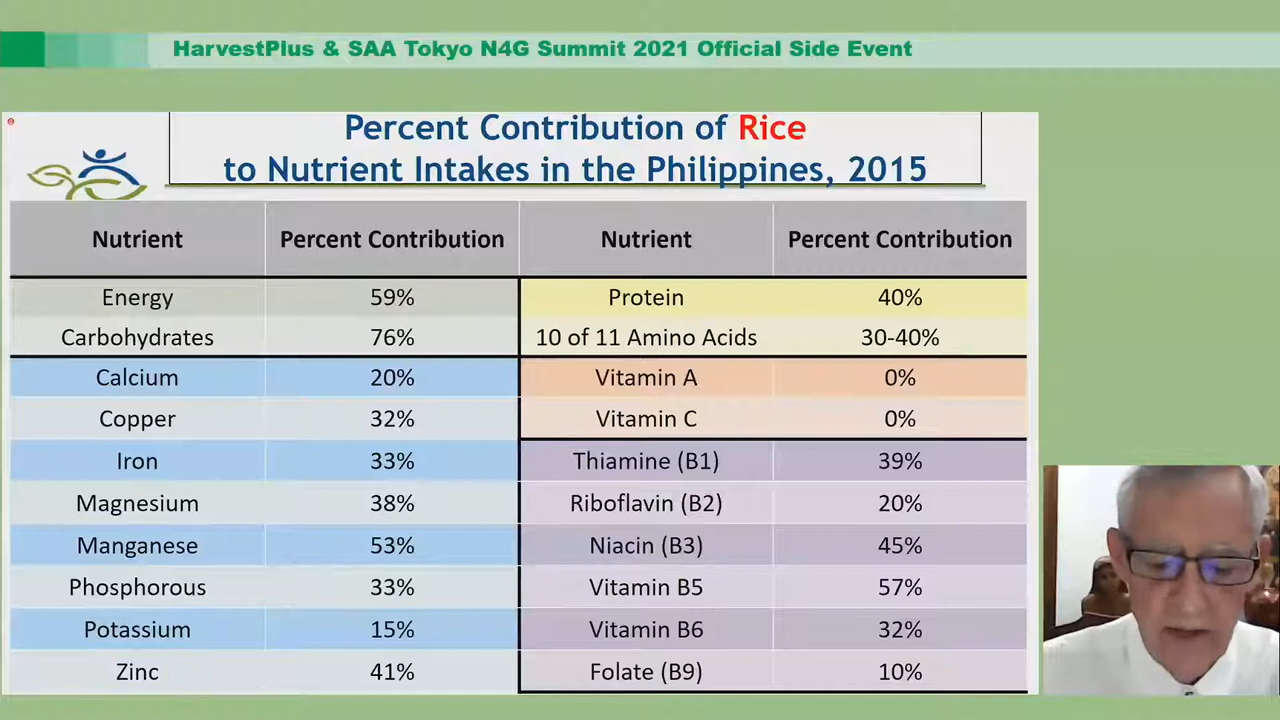 HarvestPlus & SAA Tokyo N4G Summit 2021 Official Side Event
Percent Contribution of Rice
to Nutrient Intakes in the Philippines, 2015
Nutrient Percent Contribution Nutrient Percent Contribution
Energy 59% Protein 40%
Carbohydrates 76% 10 of 11 Amino Acids 30-40%
Calcium 20% Vitamin A 0%
Copper 32% Vitamin C 0%
Iron 33% Thiamine (B1) 39%
Magnesium 38% Riboflavin (B2) 20%
Manganese 53% Niacin (B3) 45%
Phosphorous 33% Vitamin B5 57%
Potassium 15% Vitamin B6 32%
Zinc 41% Folate (B9) 10%